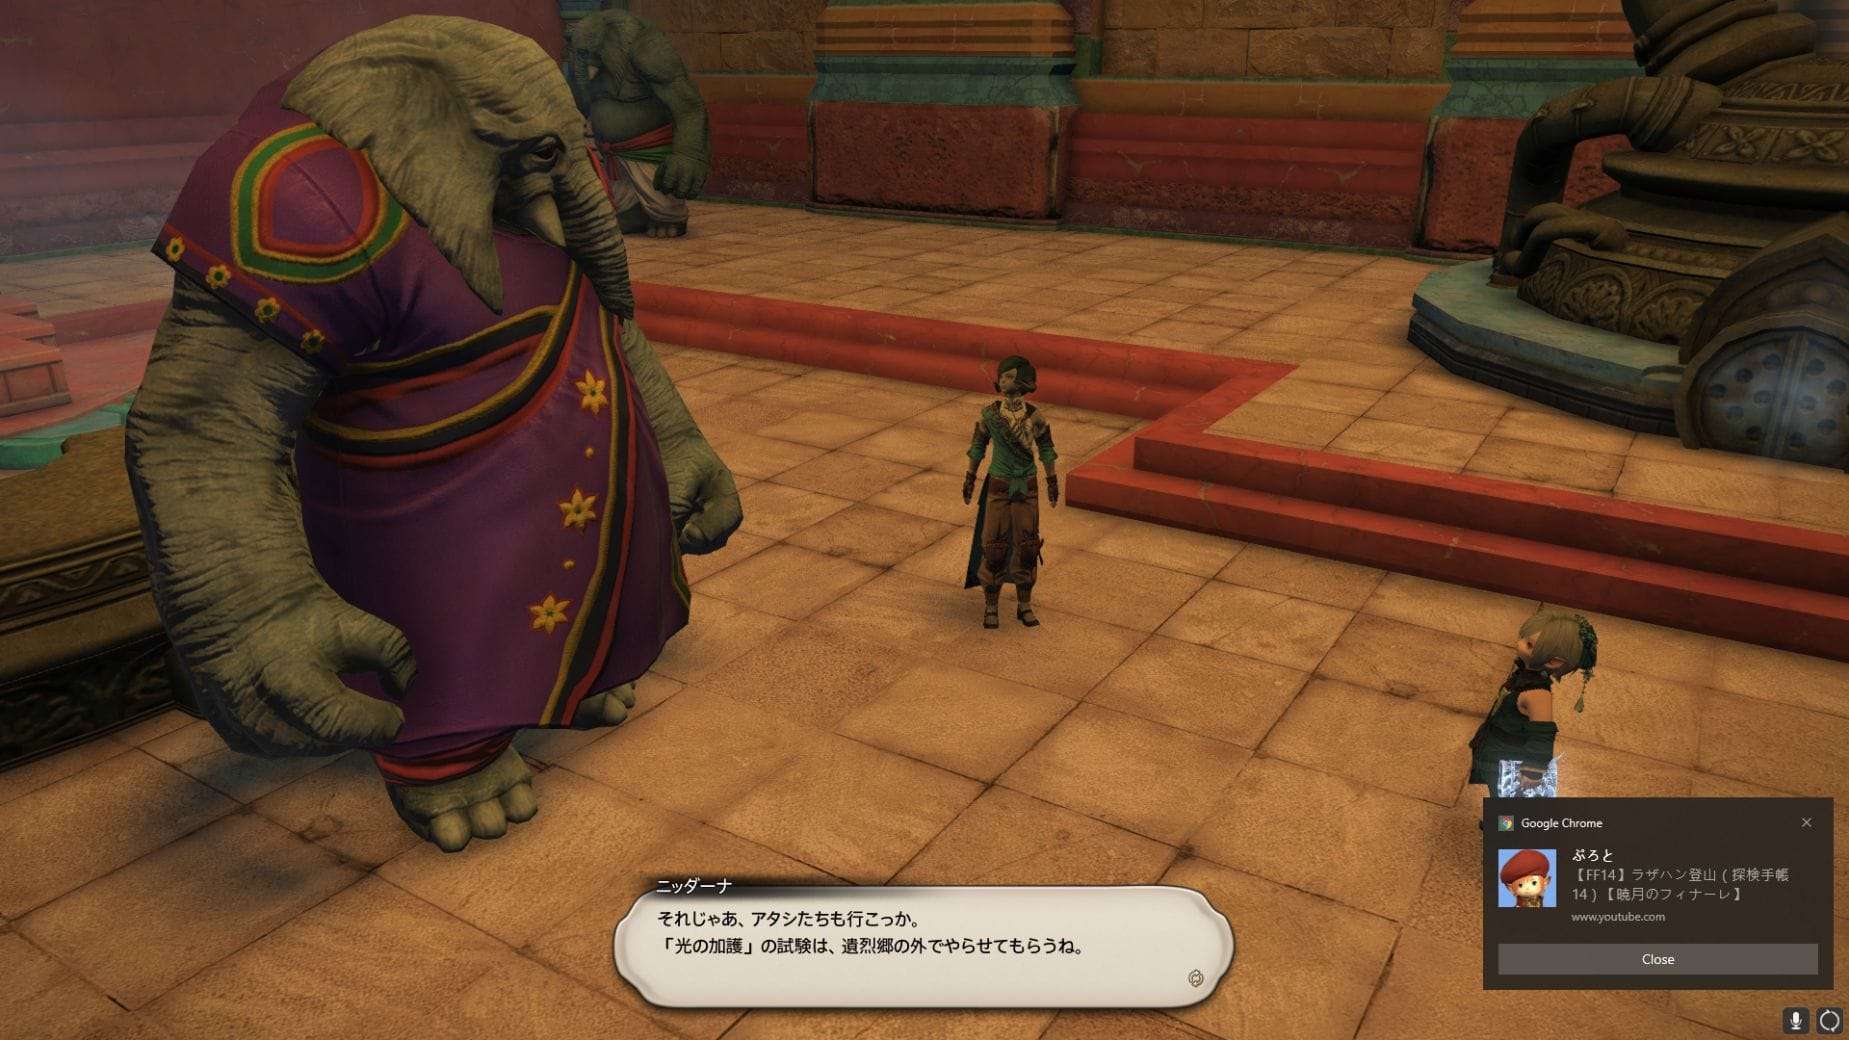 ニッダーナ
それじゃあ、アタシたちも行こっか。
「光の加護」の試験は、遺烈郷の外でやらせてもらうね。
Google Chrome
ぷろと
【FF14】ラザハン登山 ( 探検手帳
14 ) 【暁月のフィナーレ】
www.youtube.com
Close